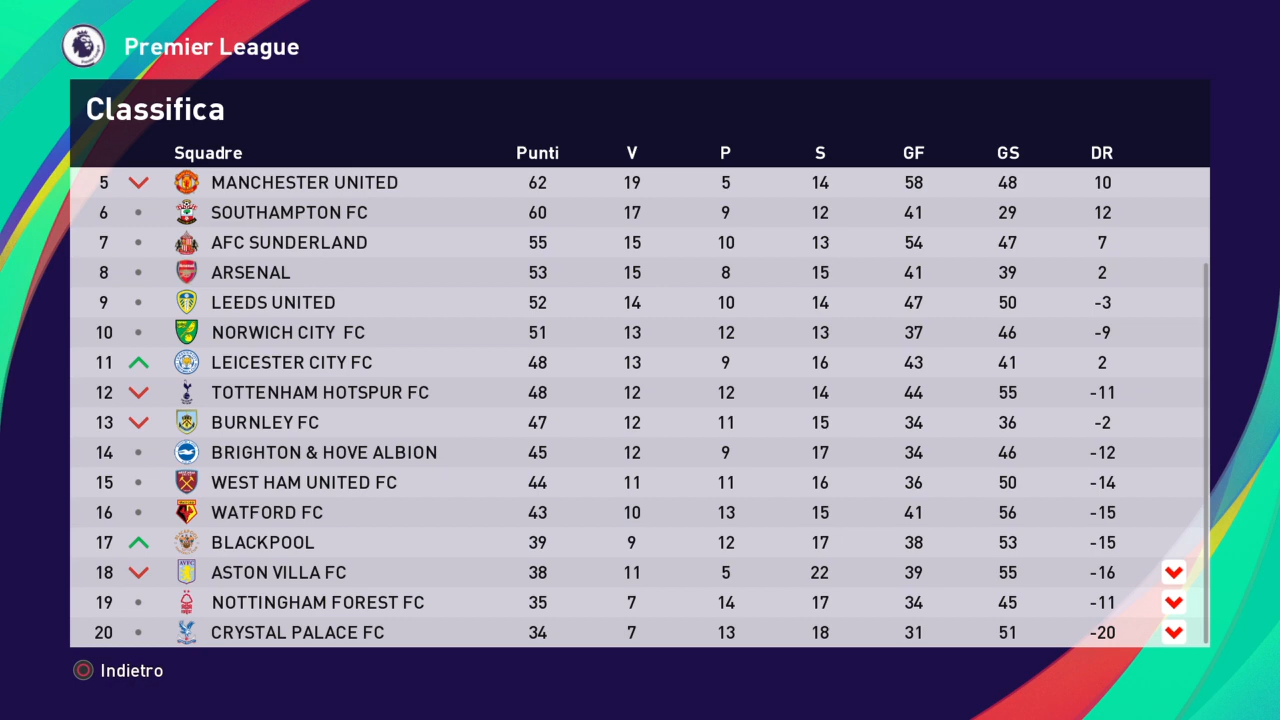 Premier League
Classifica
Squadre Punti V P S GF GS DR
5 MANCHESTER UNITED 62 19 5 14 58 48 10
6 SOUTHAMPTON FC 60 17 9 12 41 29 12
7 AFC SUNDERLAND 55 15 10 13 54 47 7
8 ARSENAL 53 15 8 15 41 39 2
9 LEEDS UNITED 52 14 10 14 47 50 -3
10 NORWICH CITY FC 51 13 12 13 37 46 -9
11 LEICESTER CITY FC 48 13 9 16 43 41 2
12 TOTTENHAM HOTSPUR FC 48 12 12 14 44 55 -11
13 BURNLEY FC 47 12 11 15 34 36 -2
14 BRIGHTON & HOVE ALBION 45 12 9 17 34 46 -12
15 WEST HAM UNITED FC 44 11 11 16 36 50 -14
16 WATFORD FC 43 10 13 15 41 56 -15
17 BLACKPOOL 39 9 12 17 38 53 -15
18 ASTON VILLA FC 38 11 5 22 39 55 -16
19 NOTTINGHAM FOREST FC 35 7 14 17 34 45 -11
20 CRYSTAL PALACE FC 34 7 13 18 31 51 -20
Indietro